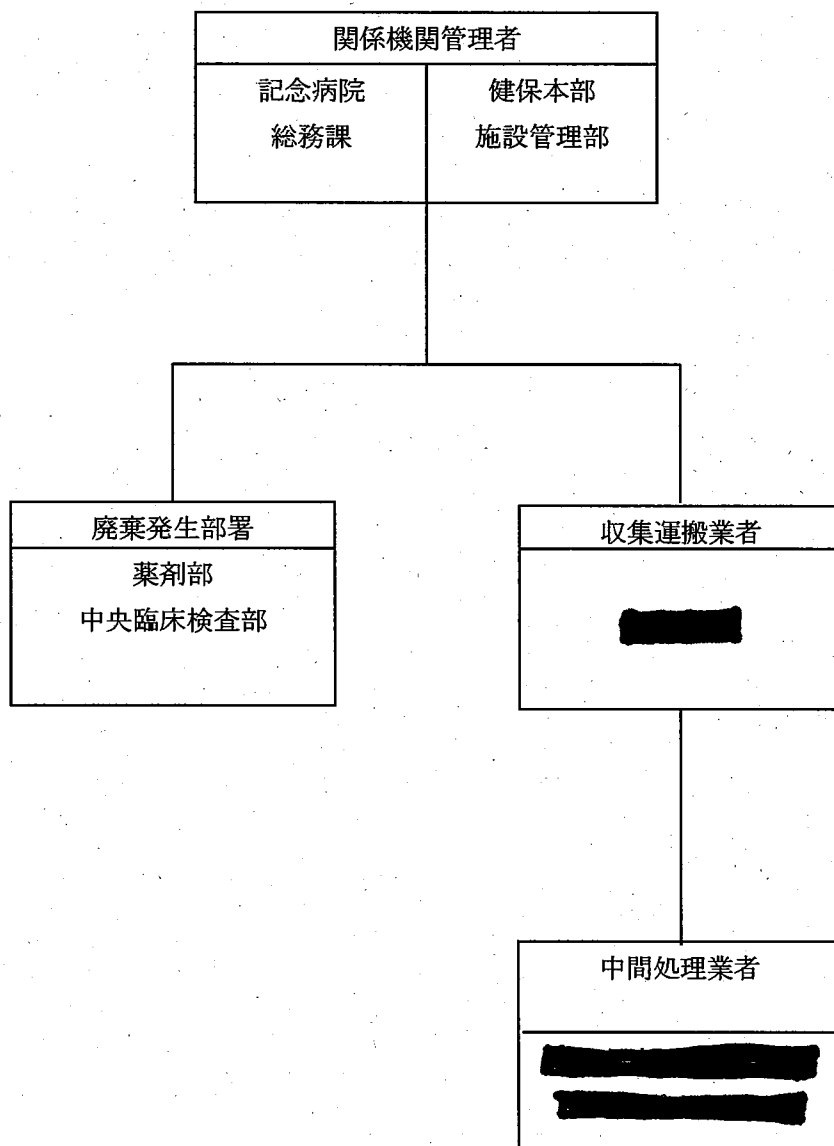 関係機関管理者
記念病院
総務課
健保本部
施設管理部
廃棄発生部署
薬剤部
中央臨床検査部
収集運搬業者
中間処理業者